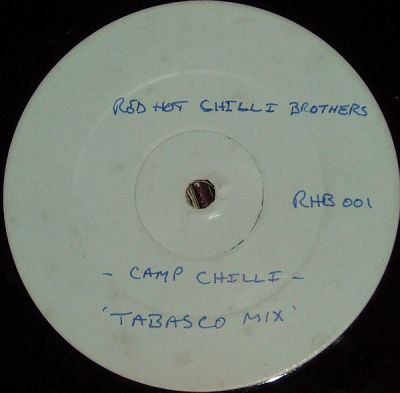 RED HOT CHILLI BROTHERS
RHB 001
- CAMP CHILLI -
'TABASCO MIX'